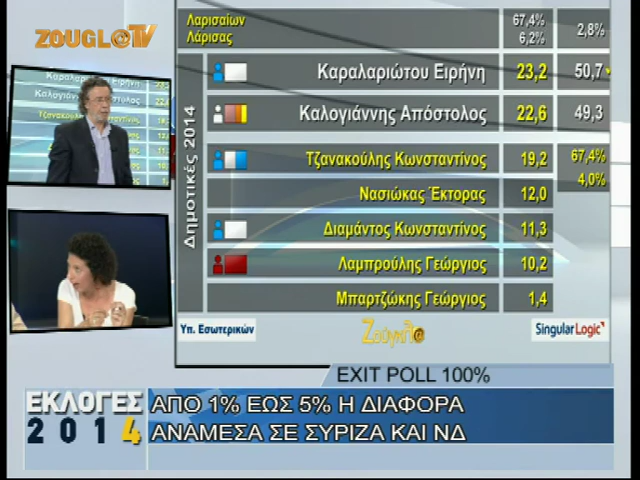 ZOUGL@TV
Λαρισαίων 67,4% 2,8%
Λάρισας 6,2%
Δημοτικές 2014
Καραλαριώτου Ειρήνη 23,2 50,7
Καλογιάννης Απόστολος 22,6 49,3
Τζανακούλης Κωνσταντίνος 19,2 67,4%
4,0%
Νασιώκας Έκτορας 12,0
Διαμάντος Κωνσταντίνος 11,3
Λαμπρούλης Γεώργιος 10,2
Μπαρτζώκης Γεώργιος 1,4
Υπ. Εσωτερικών Ζούγκλ@ SingularLogic
EXIT POLL 100%
ΕΚΛΟΓΕΣ
2014
ΑΠΟ 1% ΕΩΣ 5% Η ΔΙΑΦΟΡΑ
ΑΝΑΜΕΣΑ ΣΕ ΣΥΡΙΖΑ ΚΑΙ ΝΔ